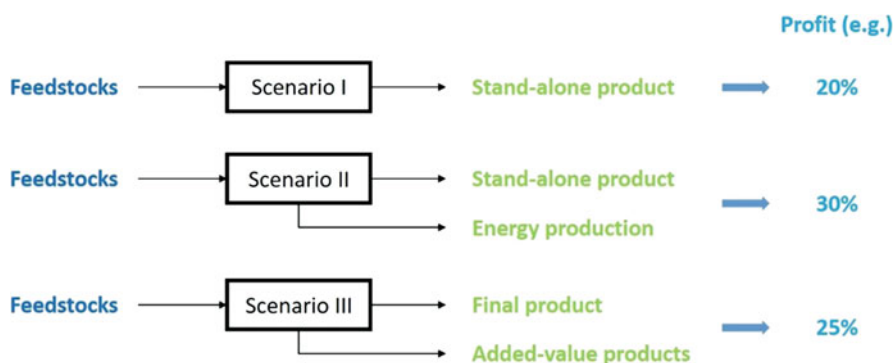 Profit (e.g.)
Feedstocks Scenario I Stand-alone product 20%
Feedstocks Scenario II Stand-alone product
30%
Energy production
Feedstocks Scenario III Final product
25%
Added-value products